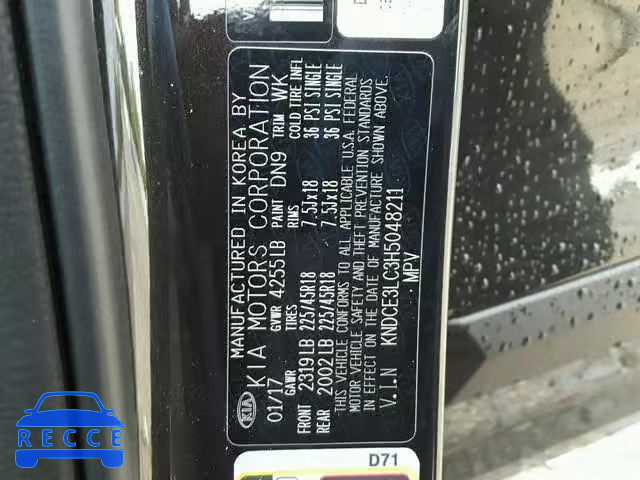 MANUFACTURED IN KOREA BY
KIA KIA MOTORS CORPORATION
01/17 GVWR 4255LB PAINT DN9 TRIM WK
GAWR TIRES RIMS COLD TIRE INFL
FRONT 2319LB 225/45R18 7.5Jx18 36 PSI SINGLE
REAR 2002LB 225/45R18 7.5Jx18 36 PSI SINGLE
THIS VEHICLE CONFORMS TO ALL APPLICABLE U.S.A. FEDERAL
MOTOR VEHICLE SAFETY AND THEFT PREVENTION STANDARDS
IN EFFECT ON THE DATE OF MANUFACTURE SHOWN ABOVE.
V.I.N KNDCE3LC3H5048211
MPV
D71
RECCE